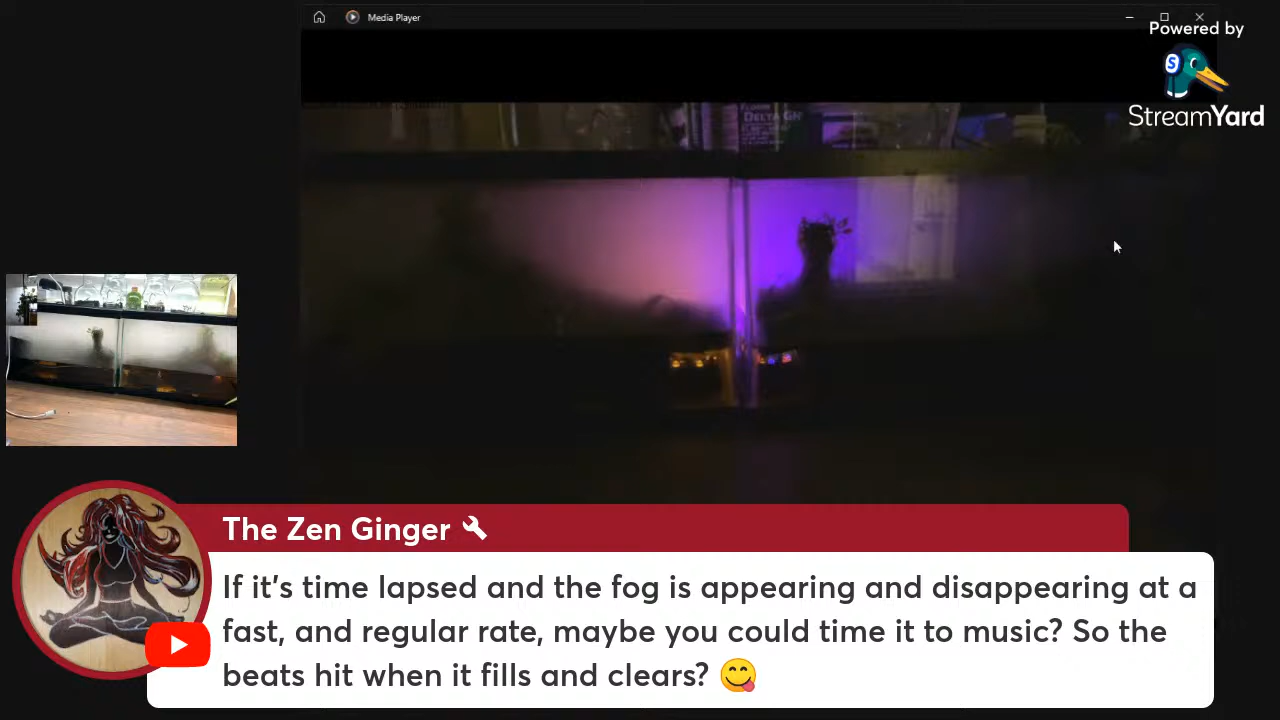 Media Player
Powered by
S
StreamYard
DELTA GR
The Zen Ginger
If it's time lapsed and the fog is appearing and disappearing at a
fast, and regular rate, maybe you could time it to music? So the
beats hit when it fills and clears? 😋